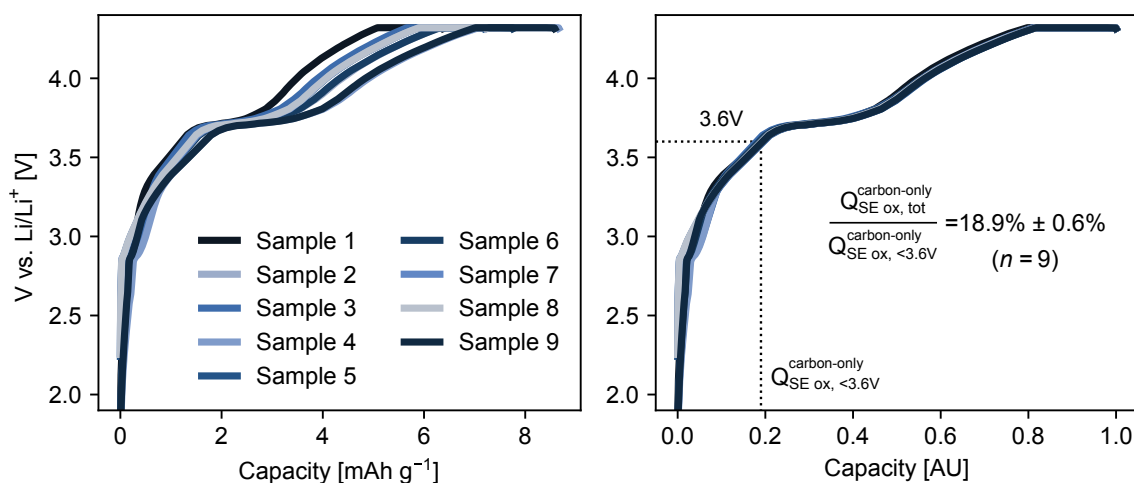 V vs. Li/Li⁺ [V]
4.0
3.5
3.0
2.5
2.0
Sample 1
Sample 2
Sample 3
Sample 4
Sample 5
Sample 6
Sample 7
Sample 8
Sample 9
0 2 4 6 8
Capacity [mAh g⁻¹]
4.0
3.5
3.0
2.5
2.0
3.6V
Q carbon-only SE ox, tot
Q carbon-only SE ox, <3.6V
=18.9% ± 0.6%
(n = 9)
Q carbon-only SE ox, <3.6V
0.0 0.2 0.4 0.6 0.8 1.0
Capacity [AU]